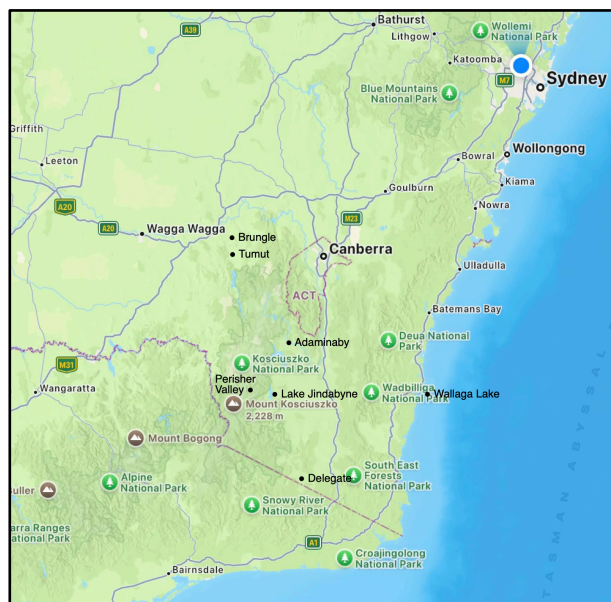 Bathurst
Wollemi
National Park
A39
Lithgow
Katoomba
M7
Sydney
Blue Mountains
National Park
Griffith
Leeton
Bowral
Wollongong
Kiama
Goulburn
A20
M23
Nowra
A20
Wagga Wagga
Brungle
Tumut
Canberra
Ulladulla
ACT
Batemans Bay
Adaminaby
Deua National
Park
M31
Kosciuszko
National Park
Perisher
Valley
Wangaratta
Lake Jindabyne
Wadbilliga
National Park
Wallaga Lake
Mount Kosciuszko
2,228 m
Mount Bogong
Delegate
South East
Forests
National Park
Alpine
National Park
Buller
Snowy River
National Park
arra Ranges
ational Park
A1
Croajingolong
National Park
Bairnsdale
TASMAN ABYSSAL